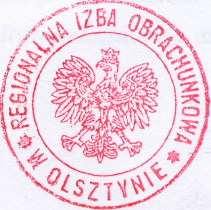 * REGIONALNA IZBA OBRACHUNKOWA *
W OLSZTYNIE